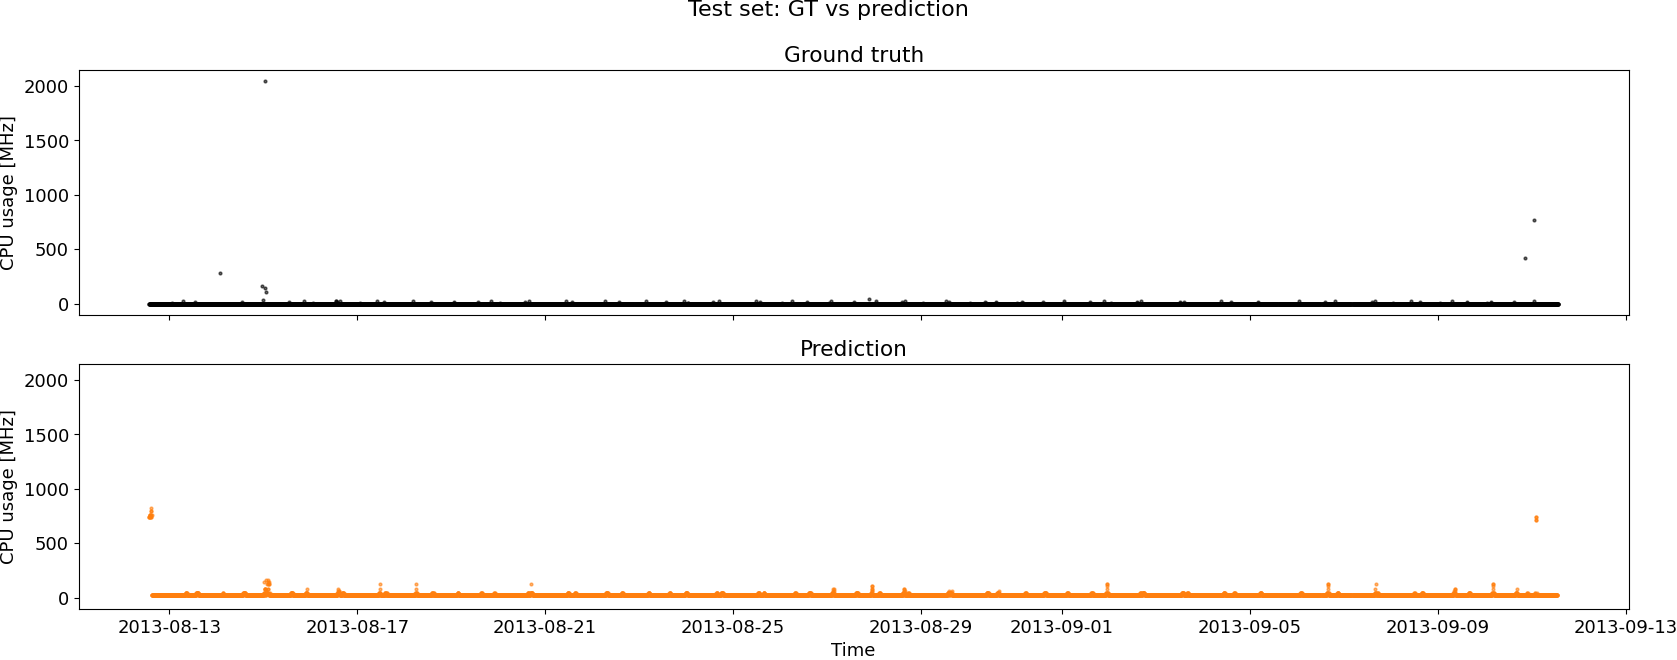 Test set: GT vs prediction
Ground truth
CPU usage [MHz]
2000
1500
1000
500
0
Prediction
CPU usage [MHz]
2000
1500
1000
500
0
2013-08-13 2013-08-17 2013-08-21 2013-08-25 2013-08-29 2013-09-01 2013-09-05 2013-09-09 2013-09-13
Time